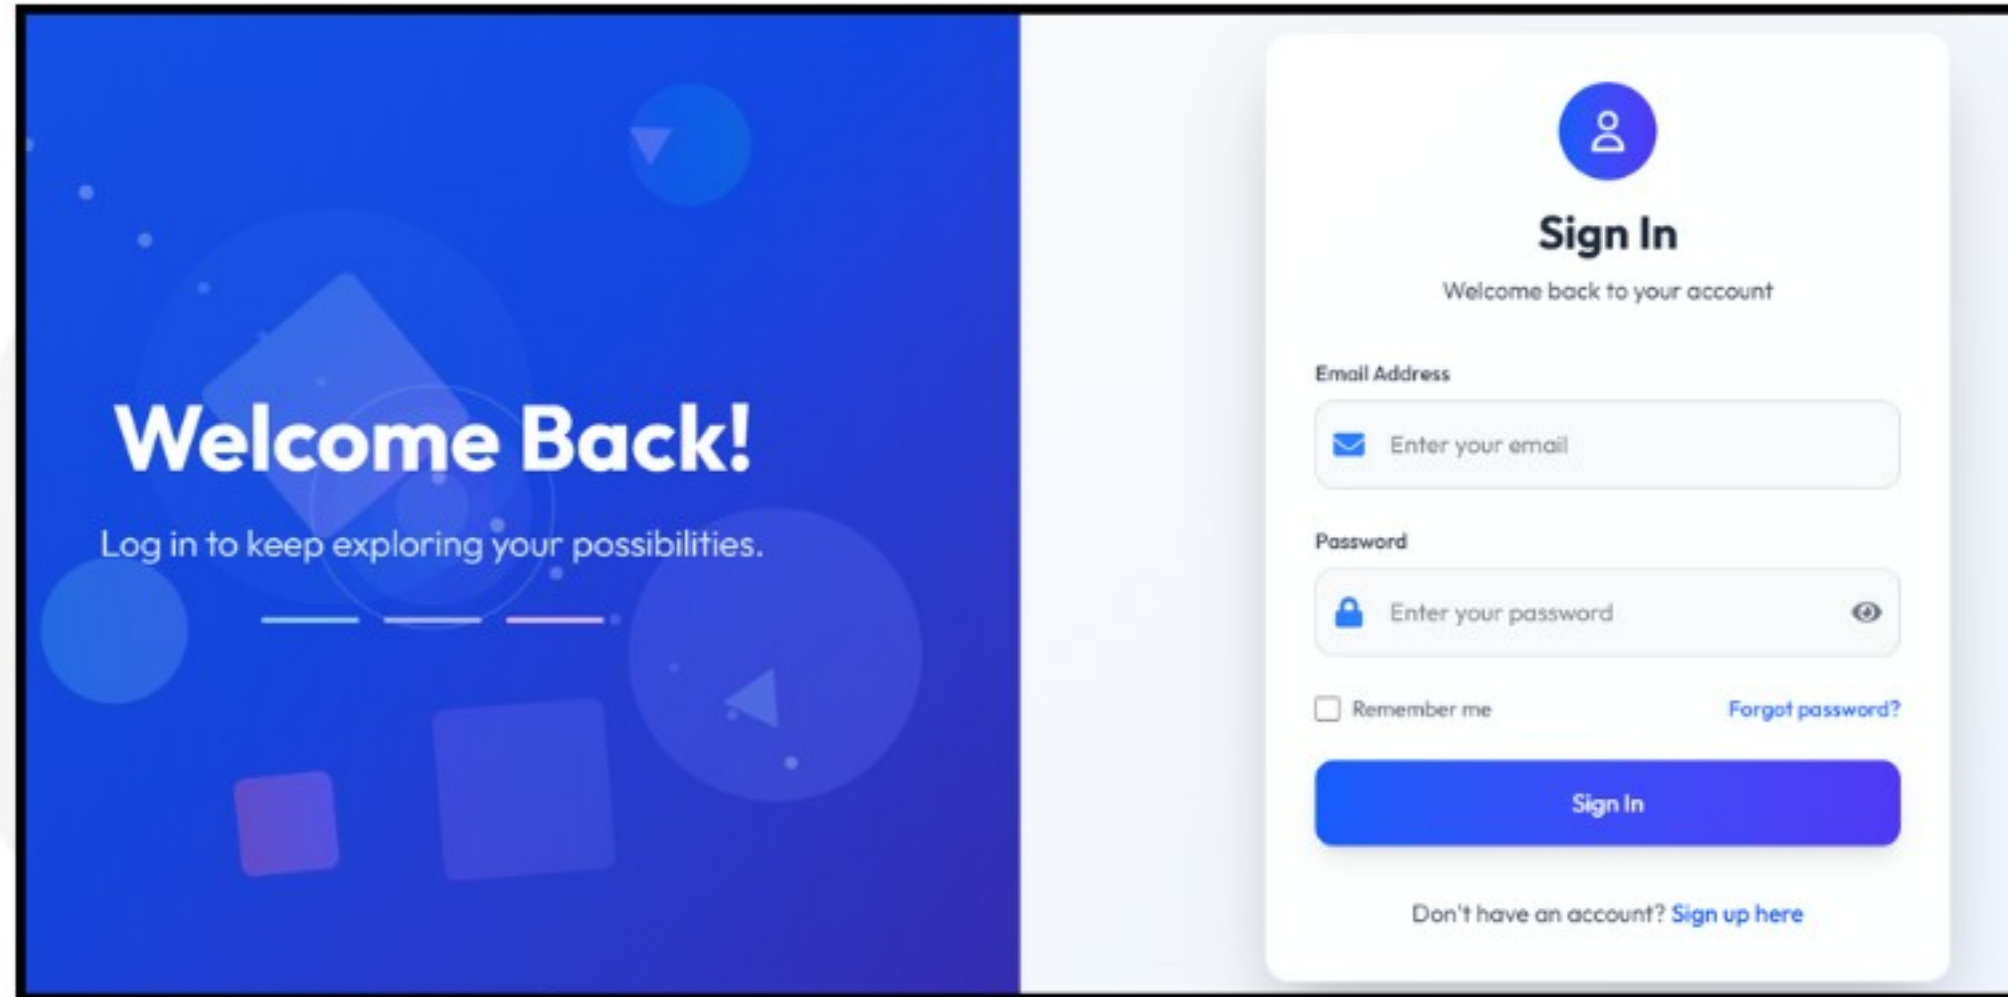 Welcome Back!
Log in to keep exploring your possibilities.
Sign In
Welcome back to your account
Email Address
Enter your email
Password
Enter your password
Remember me
Forgot password?
Sign In
Don't have an account? Sign up here